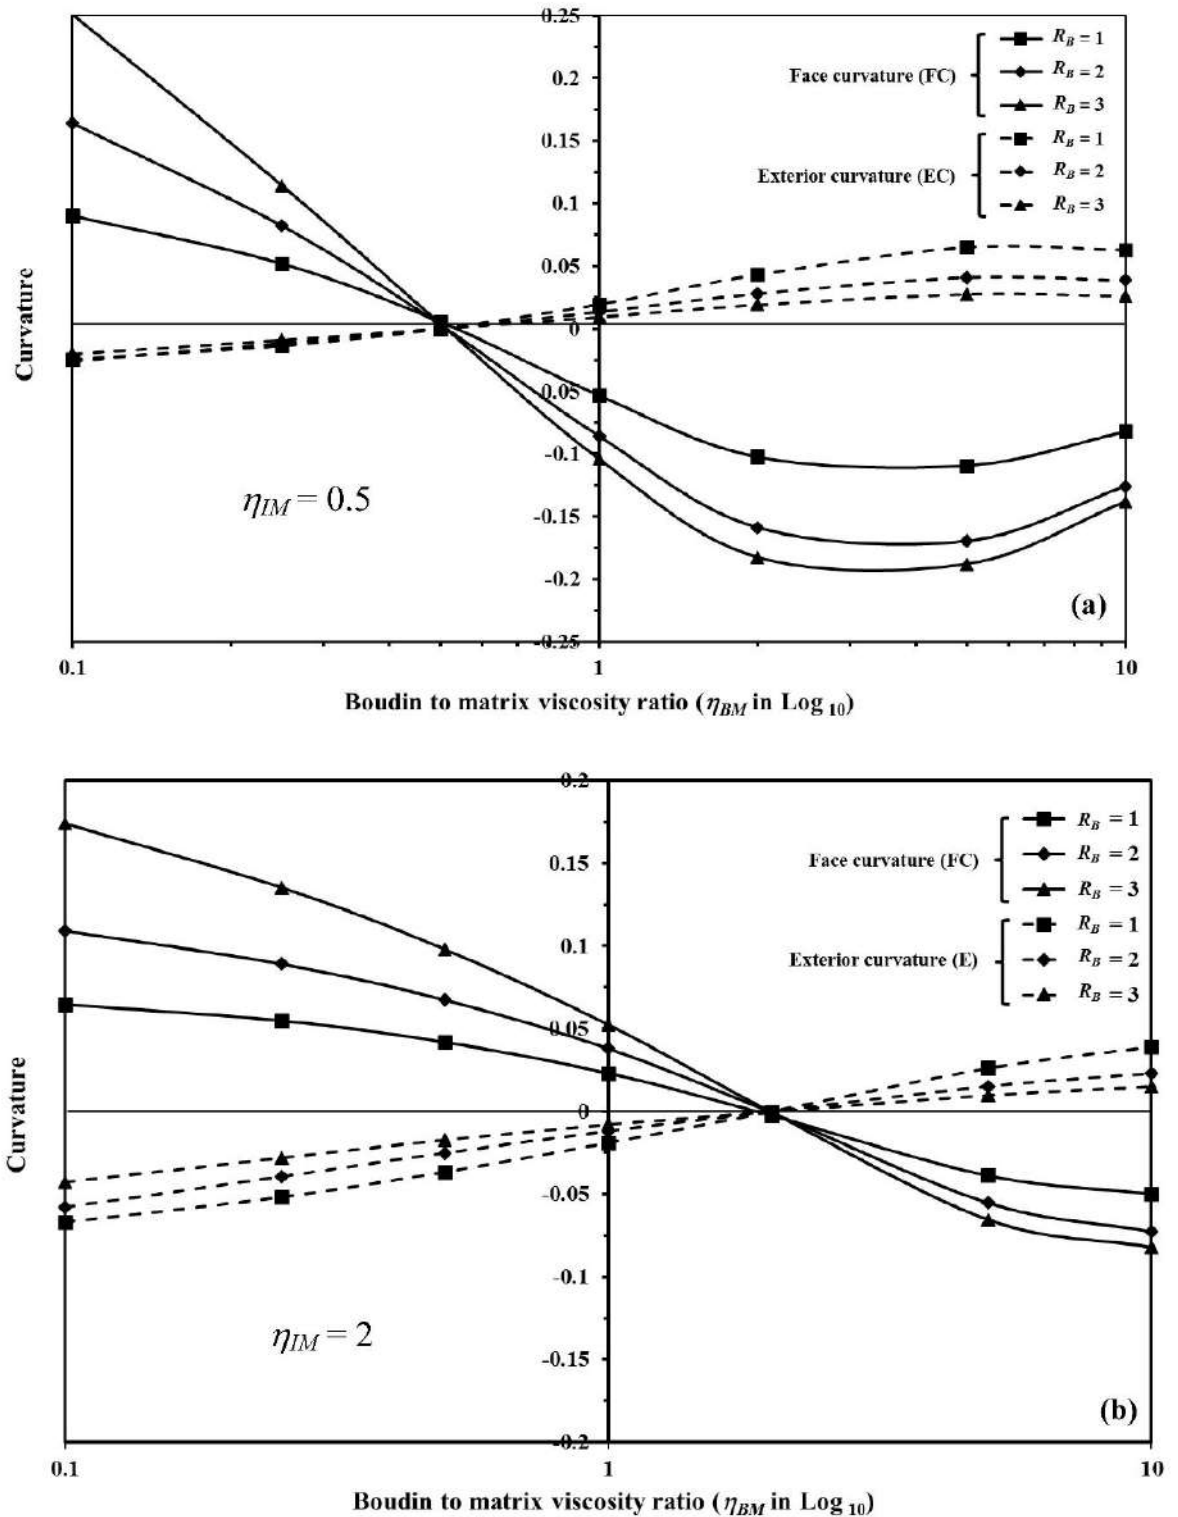 0.25
0.2
0.15
0.1
0.05
0
0.05
-0.1
-0.15
-0.2
-0.25
R_B = 1
Face curvature (FC)
R_B = 2
R_B = 3
R_B = 1
Exterior curvature (EC)
R_B = 2
R_B = 3
Curvature
η_IM = 0.5
(a)
0.1
1
10
Boudin to matrix viscosity ratio (η_BM in Log 10)
0.2
0.15
0.1
0.05
0
-0.05
-0.1
-0.15
-0.2
R_B = 1
Face curvature (FC)
R_B = 2
R_B = 3
R_B = 1
Exterior curvature (E)
R_B = 2
R_B = 3
Curvature
η_IM = 2
(b)
0.1
1
10
Boudin to matrix viscosity ratio (η_BM in Log 10)